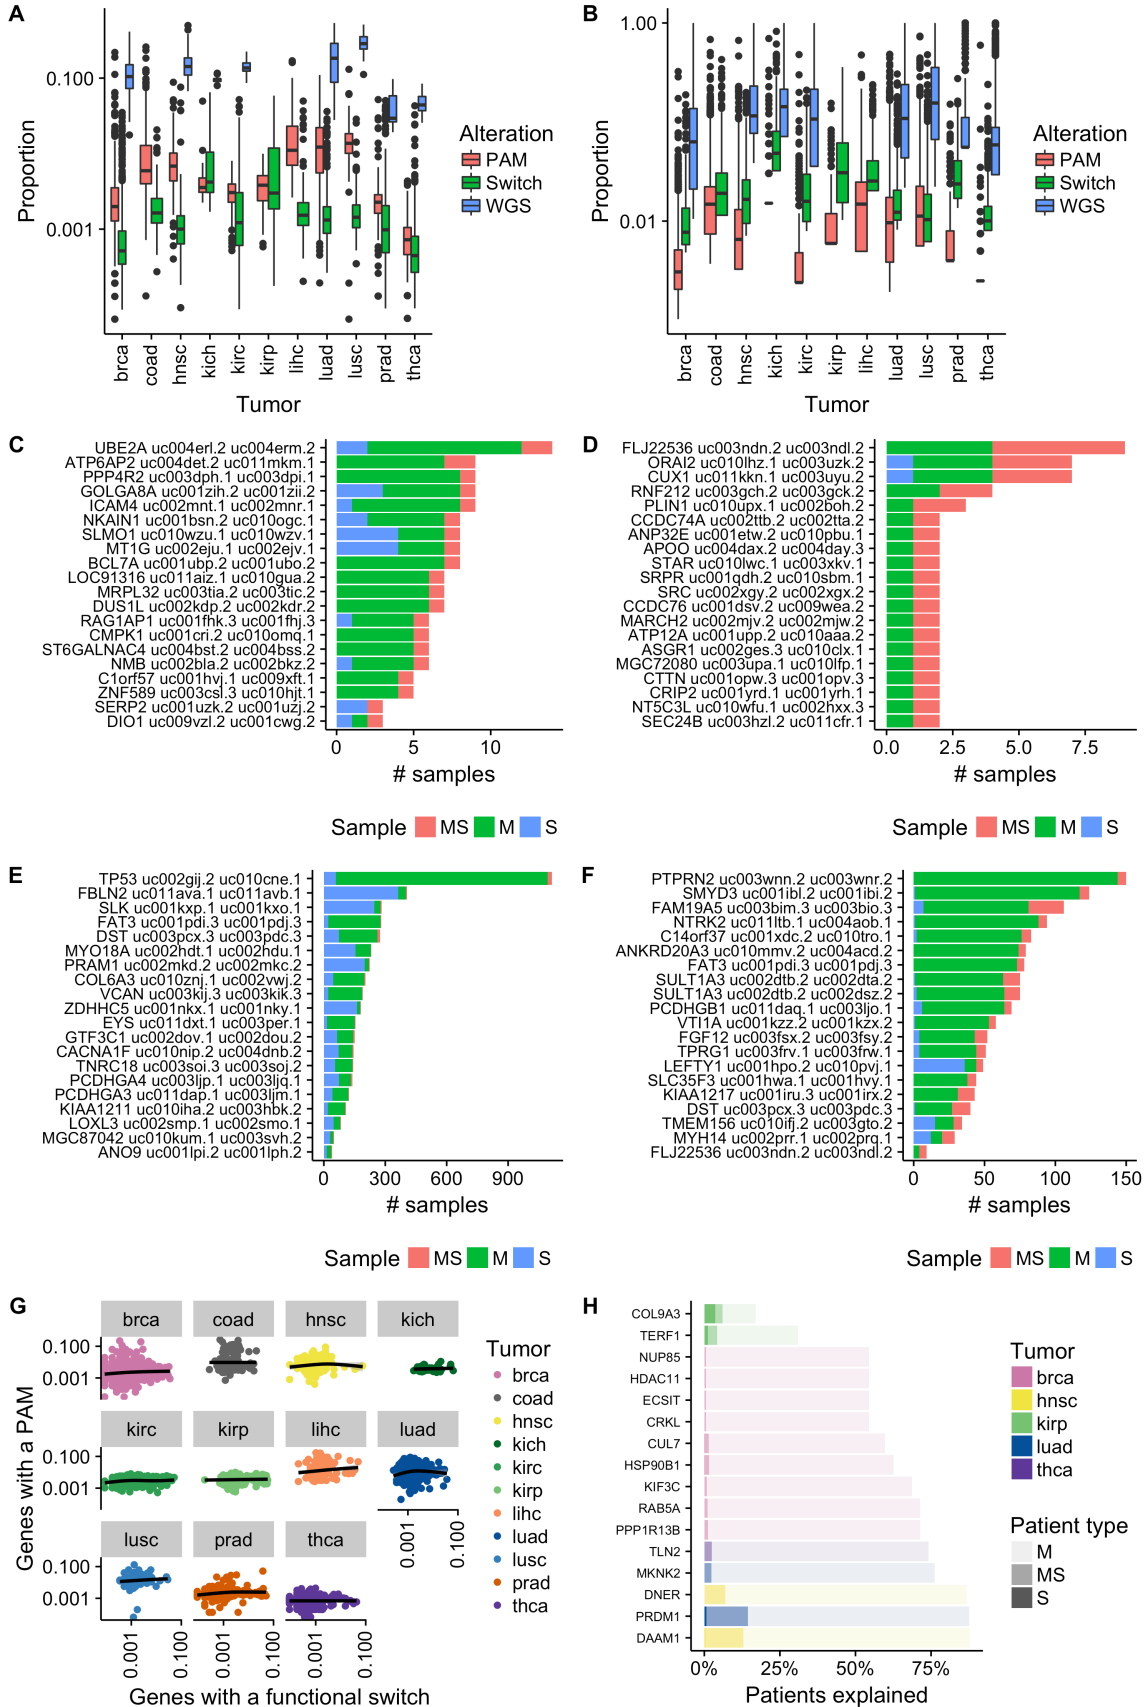 A
0.100
0.001
Proportion
brca
coad
hnsc
kich
kirc
kirp
lihc
luad
lusc
prad
thca
Tumor
Alteration
PAM
Switch
WGS
B
1.00
0.01
Proportion
brca
coad
hnsc
kich
kirc
kirp
lihc
luad
lusc
prad
thca
Tumor
Alteration
PAM
Switch
WGS
C
UBE2A uc004erl.2 uc004erm.2
ATP6AP2 uc004det.2 uc011mkm.1
PPP4R2 uc003dph.1 uc003dpi.1
GOLGA8A uc001zih.2 uc001zii.2
ICAM4 uc002mnt.1 uc002mnr.1
NKAIN1 uc001bsn.2 uc010ogc.1
SLMO1 uc010wzu.1 uc010wzv.1
MT1G uc002eju.1 uc002ejv.1
BCL7A uc001ubp.2 uc001ubo.2
LOC91316 uc011aiz.1 uc010gua.2
MRPL32 uc003tia.2 uc003tic.2
DUS1L uc002kdp.2 uc002kdr.2
RAG1AP1 uc001fhk.3 uc001fhj.3
CMPK1 uc001cri.2 uc010omq.1
ST6GALNAC4 uc004bst.2 uc004bss.2
NMB uc002bla.2 uc002bkz.2
C1orf57 uc001hvj.1 uc009xft.1
ZNF589 uc003csl.3 uc010hjt.1
SERP2 uc001uzk.2 uc001uzj.2
DIO1 uc009vzl.2 uc001cwg.2
0
5
10
# samples
Sample
MS
M
S
D
FLJ22536 uc003ndn.2 uc003ndl.2
ORAI2 uc010lhz.1 uc003uzk.2
CUX1 uc011kkn.1 uc003uyu.2
RNF212 uc003gch.2 uc003gck.2
PLIN1 uc010upx.1 uc002boh.2
CCDC74A uc002ttb.2 uc002tta.2
ANP32E uc001etw.2 uc010pbu.1
APOO uc004dax.2 uc004day.3
STAR uc010lwc.1 uc003xkv.1
SRPR uc001qdh.2 uc010sbm.1
SRC uc002xgy.2 uc002xgx.2
CCDC76 uc001dsv.2 uc009wea.2
MARCH2 uc002mjv.2 uc002mjw.2
ATP12A uc001upp.2 uc010aaa.2
ASGR1 uc002ges.3 uc010clx.1
MGC72080 uc003upa.1 uc010lfp.1
CTTN uc001opw.3 uc001opv.3
CRIP2 uc001yrd.1 uc001yrh.1
NT5C3L uc010wfu.1 uc002hxx.3
SEC24B uc003hzl.2 uc011cfr.1
0.0
2.5
5.0
7.5
# samples
Sample
MS
M
S
E
TP53 uc002gij.2 uc010cne.1
FBLN2 uc011ava.1 uc011avb.1
SLK uc001kxp.1 uc001kxo.1
FAT3 uc001pdi.3 uc001pdj.3
DST uc003pcx.3 uc003pdc.3
MYO18A uc002hdt.1 uc002hdu.1
PRAM1 uc002mkd.2 uc002mkc.2
COL6A3 uc010znj.1 uc002vwj.2
VCAN uc003kij.3 uc003kik.3
ZDHHC5 uc001nkx.1 uc001nky.1
EYS uc011dxt.1 uc003per.1
GTF3C1 uc002dov.1 uc002dou.2
CACNA1F uc010nip.2 uc004dnb.2
TNRC18 uc003soi.3 uc003soj.2
PCDHGA4 uc003ljp.1 uc003ljq.1
PCDHGA3 uc011dap.1 uc003ljm.1
KIAA1211 uc010iha.2 uc003hbk.2
LOXL3 uc002smp.1 uc002smo.1
MGC87042 uc010kum.1 uc003svh.2
ANO9 uc001lpi.2 uc001lph.2
0
300
600
900
# samples
Sample
MS
M
S
F
PTPRN2 uc003wnn.2 uc003wnr.2
SMYD3 uc001ibl.2 uc001ibi.2
FAM19A5 uc003bim.3 uc003bio.3
NTRK2 uc011ltb.1 uc004aob.1
C14orf37 uc001xdc.2 uc010tro.1
ANKRD20A3 uc010mmv.2 uc004acd.2
FAT3 uc001pdi.3 uc001pdj.3
SULT1A3 uc002dtb.2 uc002dta.2
SULT1A3 uc002dtb.2 uc002dsz.2
PCDHGB1 uc011daq.1 uc003ljo.1
VTI1A uc001kzz.2 uc001kzx.2
FGF12 uc003fsx.2 uc003fsy.2
TPRG1 uc003frv.1 uc003frw.1
LEFTY1 uc001hpo.2 uc010pvj.1
SLC35F3 uc001hwa.1 uc001hvy.1
KIAA1217 uc001iru.3 uc001irx.2
DST uc003pcx.3 uc003pdc.3
TMEM156 uc010ifj.2 uc003gto.2
MYH14 uc002prr.1 uc002prq.1
FLJ22536 uc003ndn.2 uc003ndl.2
0
50
100
150
# samples
Sample
MS
M
S
G
Genes with a PAM
brca
coad
hnsc
kich
0.100
0.001
kirc
kirp
lihc
luad
0.100
0.001
0.001
0.100
lusc
prad
thca
0.100
0.001
0.001
0.100
0.001
0.100
0.001
0.100
Genes with a functional switch
Tumor
brca
coad
hnsc
kich
kirc
kirp
lihc
luad
lusc
prad
thca
H
COL9A3
TERF1
NUP85
HDAC11
ECSIT
CRKL
CUL7
HSP90B1
KIF3C
RAB5A
PPP1R13B
TLN2
MKNK2
DNER
PRDM1
DAAM1
0%
25%
50%
75%
Patients explained
Tumor
brca
hnsc
kirp
luad
thca
Patient type
M
MS
S